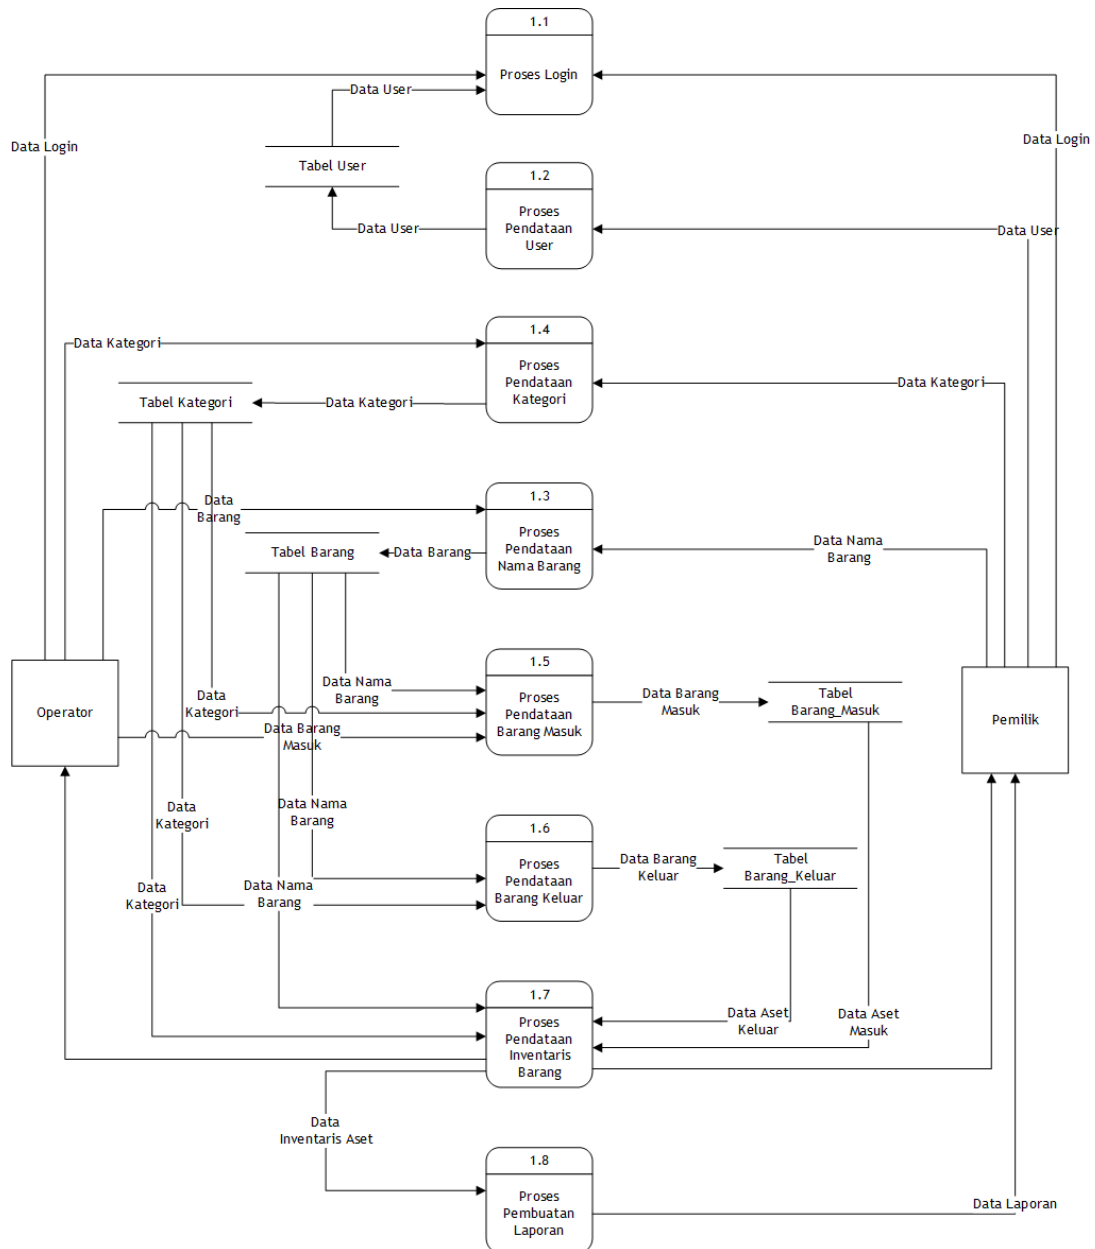 1.1
Proses Login
Data User
Data Login
Data Login
Tabel User
1.2
Proses
Pendataan
User
Data User
Data User
1.4
Proses
Pendataan
Kategori
Data Kategori
Data Kategori
Tabel Kategori
Data Kategori
1.3
Proses
Pendataan
Nama Barang
Data
Barang
Tabel Barang
Data Barang
Data Nama
Barang
1.5
Proses
Pendataan
Barang Masuk
Data Nama
Barang
Data
Kategori
Data Barang
Masuk
Data Barang
Masuk
Tabel
Barang_Masuk
Operator
Pemilik
Data Nama
Barang
Data
Kategori
1.6
Proses
Pendataan
Barang Keluar
Data Barang
Keluar
Tabel
Barang_Keluar
Data
Kategori
Data Nama
Barang
1.7
Proses
Pendataan
Inventaris
Barang
Data Aset
Keluar
Data Aset
Masuk
Data
Inventaris Aset
1.8
Proses
Pembuatan
Laporan
Data Laporan